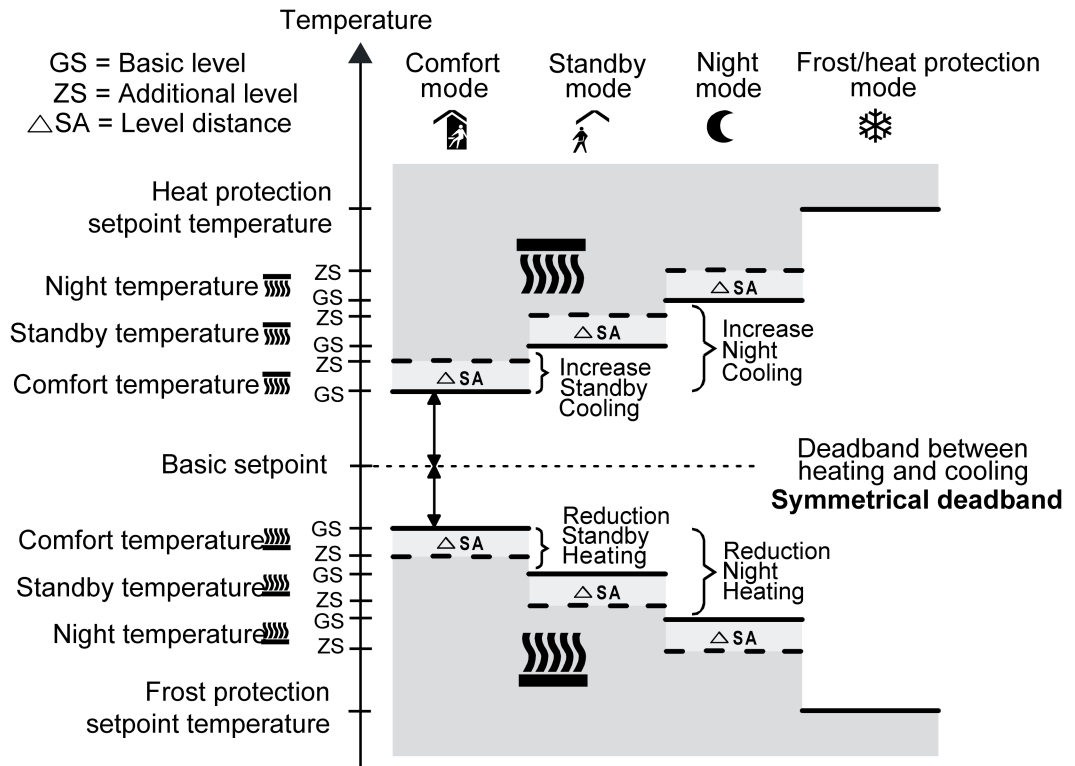 Temperature
GS = Basic level
ZS = Additional level
△SA = Level distance
Comfort
mode
Standby
mode
Night
mode
Frost/heat protection
mode
Heat protection
setpoint temperature
Night temperature
ZS
GS
Standby temperature
ZS
GS
Comfort temperature
ZS
GS
△SA
△SA
△SA
Increase
Standby
Cooling
Increase
Night
Cooling
Basic setpoint
Deadband between
heating and cooling
Symmetrical deadband
Comfort temperature
GS
ZS
Standby temperature
GS
ZS
Night temperature
GS
ZS
△SA
△SA
△SA
Reduction
Standby
Heating
Reduction
Night
Heating
Frost protection
setpoint temperature